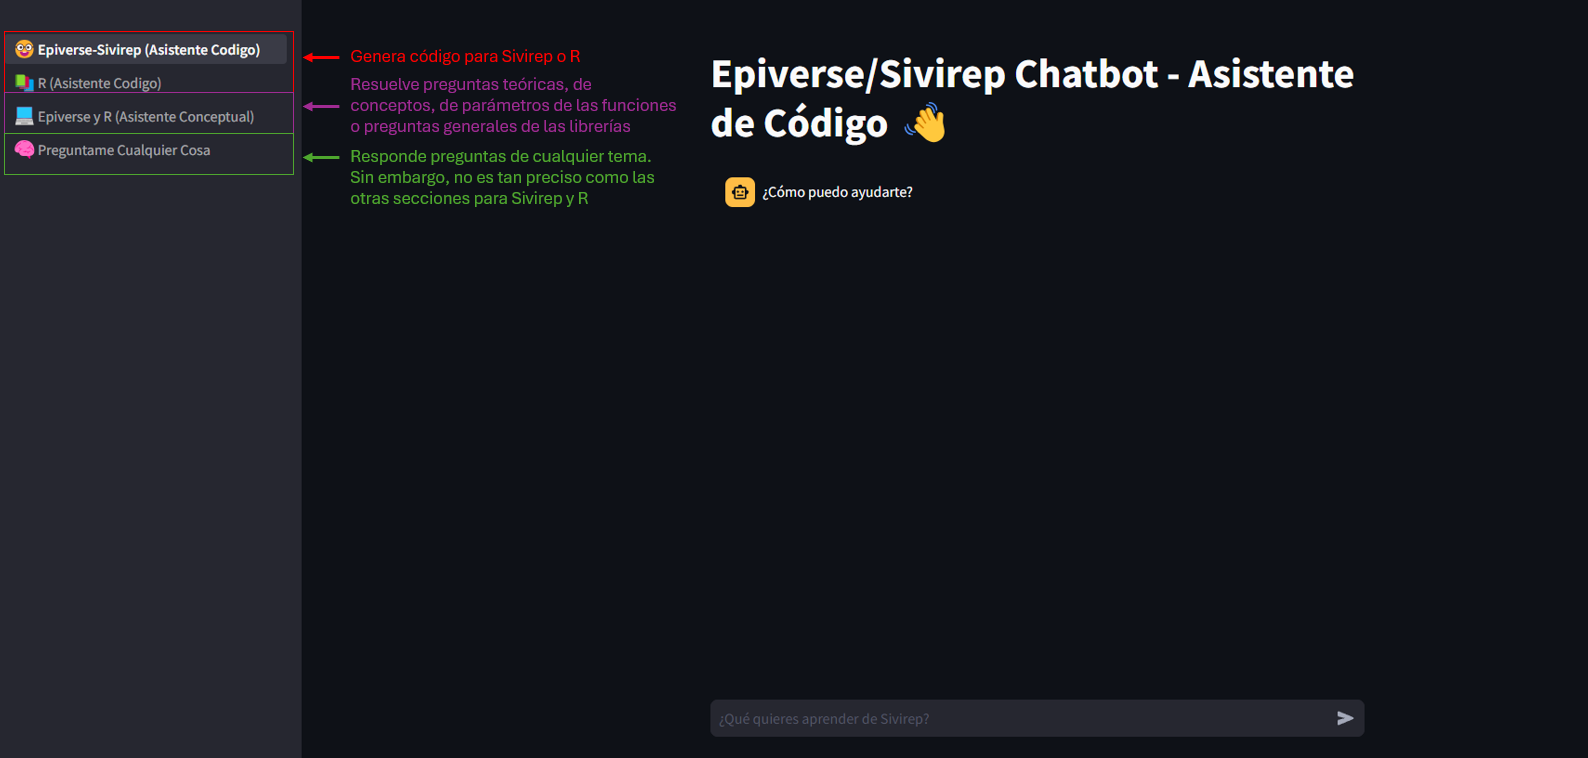 Epiverse-Sivirep (Asistente Codigo)
R (Asistente Codigo)
Epiverse y R (Asistente Conceptual)
Preguntame Cualquier Cosa
Genera código para Sivirep o R
Resuelve preguntas teóricas, de
conceptos, de parámetros de las funciones
o preguntas generales de las librerías
Responde preguntas de cualquier tema.
Sin embargo, no es tan preciso como las
otras secciones para Sivirep y R
Epiverse/Sivirep Chatbot - Asistente
de Código
¿Cómo puedo ayudarte?
¿Qué quieres aprender de Sivirep?